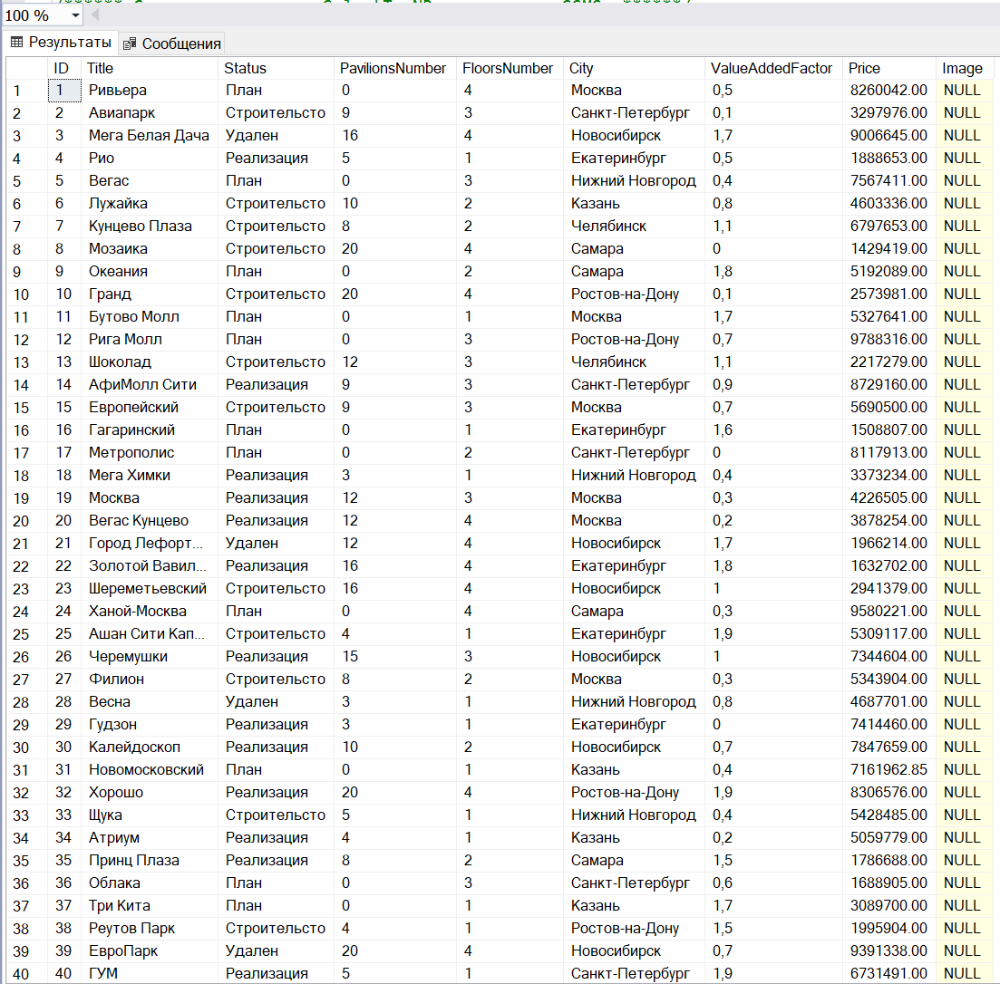 100 %
Результаты Сообщения
ID Title Status PavilionsNumber FloorsNumber City ValueAddedFactor Price Image
1 1 Ривьера План 0 4 Москва 0,5 8260042.00 NULL
2 2 Авиапарк Строительсто 9 3 Санкт-Петербург 0,1 3297976.00 NULL
3 3 Мега Белая Дача Удален 16 4 Новосибирск 1,7 9006645.00 NULL
4 4 Рио Реализация 5 1 Екатеринбург 0,5 1888653.00 NULL
5 5 Вегас План 0 3 Нижний Новгород 0,4 7567411.00 NULL
6 6 Лужайка Строительсто 10 2 Казань 0,8 4603336.00 NULL
7 7 Кунцево Плаза Строительсто 8 2 Челябинск 1,1 6797653.00 NULL
8 8 Мозаика Строительсто 20 4 Самара 0 1429419.00 NULL
9 9 Океания План 0 2 Самара 1,8 5192089.00 NULL
10 10 Гранд Строительсто 20 4 Ростов-на-Дону 0,1 2573981.00 NULL
11 11 Бутово Молл План 0 1 Москва 1,7 5327641.00 NULL
12 12 Рига Молл План 0 3 Ростов-на-Дону 0,7 9788316.00 NULL
13 13 Шоколад Строительсто 12 3 Челябинск 1,1 2217279.00 NULL
14 14 АфиМолл Сити Реализация 9 3 Санкт-Петербург 0,9 8729160.00 NULL
15 15 Европейский Строительсто 9 3 Москва 0,7 5690500.00 NULL
16 16 Гагаринский План 0 1 Екатеринбург 1,6 1508807.00 NULL
17 17 Метрополис План 0 2 Санкт-Петербург 0 8117913.00 NULL
18 18 Мега Химки Реализация 3 1 Нижний Новгород 0,4 3373234.00 NULL
19 19 Москва Реализация 12 3 Москва 0,3 4226505.00 NULL
20 20 Вегас Кунцево Реализация 12 4 Москва 0,2 3878254.00 NULL
21 21 Город Лефорт... Удален 12 4 Новосибирск 1,7 1966214.00 NULL
22 22 Золотой Вавил... Реализация 16 4 Екатеринбург 1,8 1632702.00 NULL
23 23 Шереметьевский Строительсто 16 4 Новосибирск 1 2941379.00 NULL
24 24 Ханой-Москва План 0 4 Самара 0,3 9580221.00 NULL
25 25 Ашан Сити Кап... Строительсто 4 1 Екатеринбург 1,9 5309117.00 NULL
26 26 Черемушки Реализация 15 3 Новосибирск 1 7344604.00 NULL
27 27 Филион Строительсто 8 2 Москва 0,3 5343904.00 NULL
28 28 Весна Удален 3 1 Нижний Новгород 0,8 4687701.00 NULL
29 29 Гудзон Реализация 3 1 Екатеринбург 0 7414460.00 NULL
30 30 Калейдоскоп Реализация 10 2 Новосибирск 0,7 7847659.00 NULL
31 31 Новомосковский План 0 1 Казань 0,4 7161962.85 NULL
32 32 Хорошо Реализация 20 4 Ростов-на-Дону 1,9 8306576.00 NULL
33 33 Щука Строительсто 5 1 Нижний Новгород 0,4 5428485.00 NULL
34 34 Атриум Реализация 4 1 Казань 0,2 5059779.00 NULL
35 35 Принц Плаза Реализация 8 2 Самара 1,5 1786688.00 NULL
36 36 Облака План 0 3 Санкт-Петербург 0,6 1688905.00 NULL
37 37 Три Кита План 0 1 Казань 1,7 3089700.00 NULL
38 38 Реутов Парк Строительсто 4 1 Ростов-на-Дону 1,5 1995904.00 NULL
39 39 ЕвроПарк Удален 20 4 Новосибирск 0,7 9391338.00 NULL
40 40 ГУМ Реализация 5 1 Санкт-Петербург 1,9 6731491.00 NULL